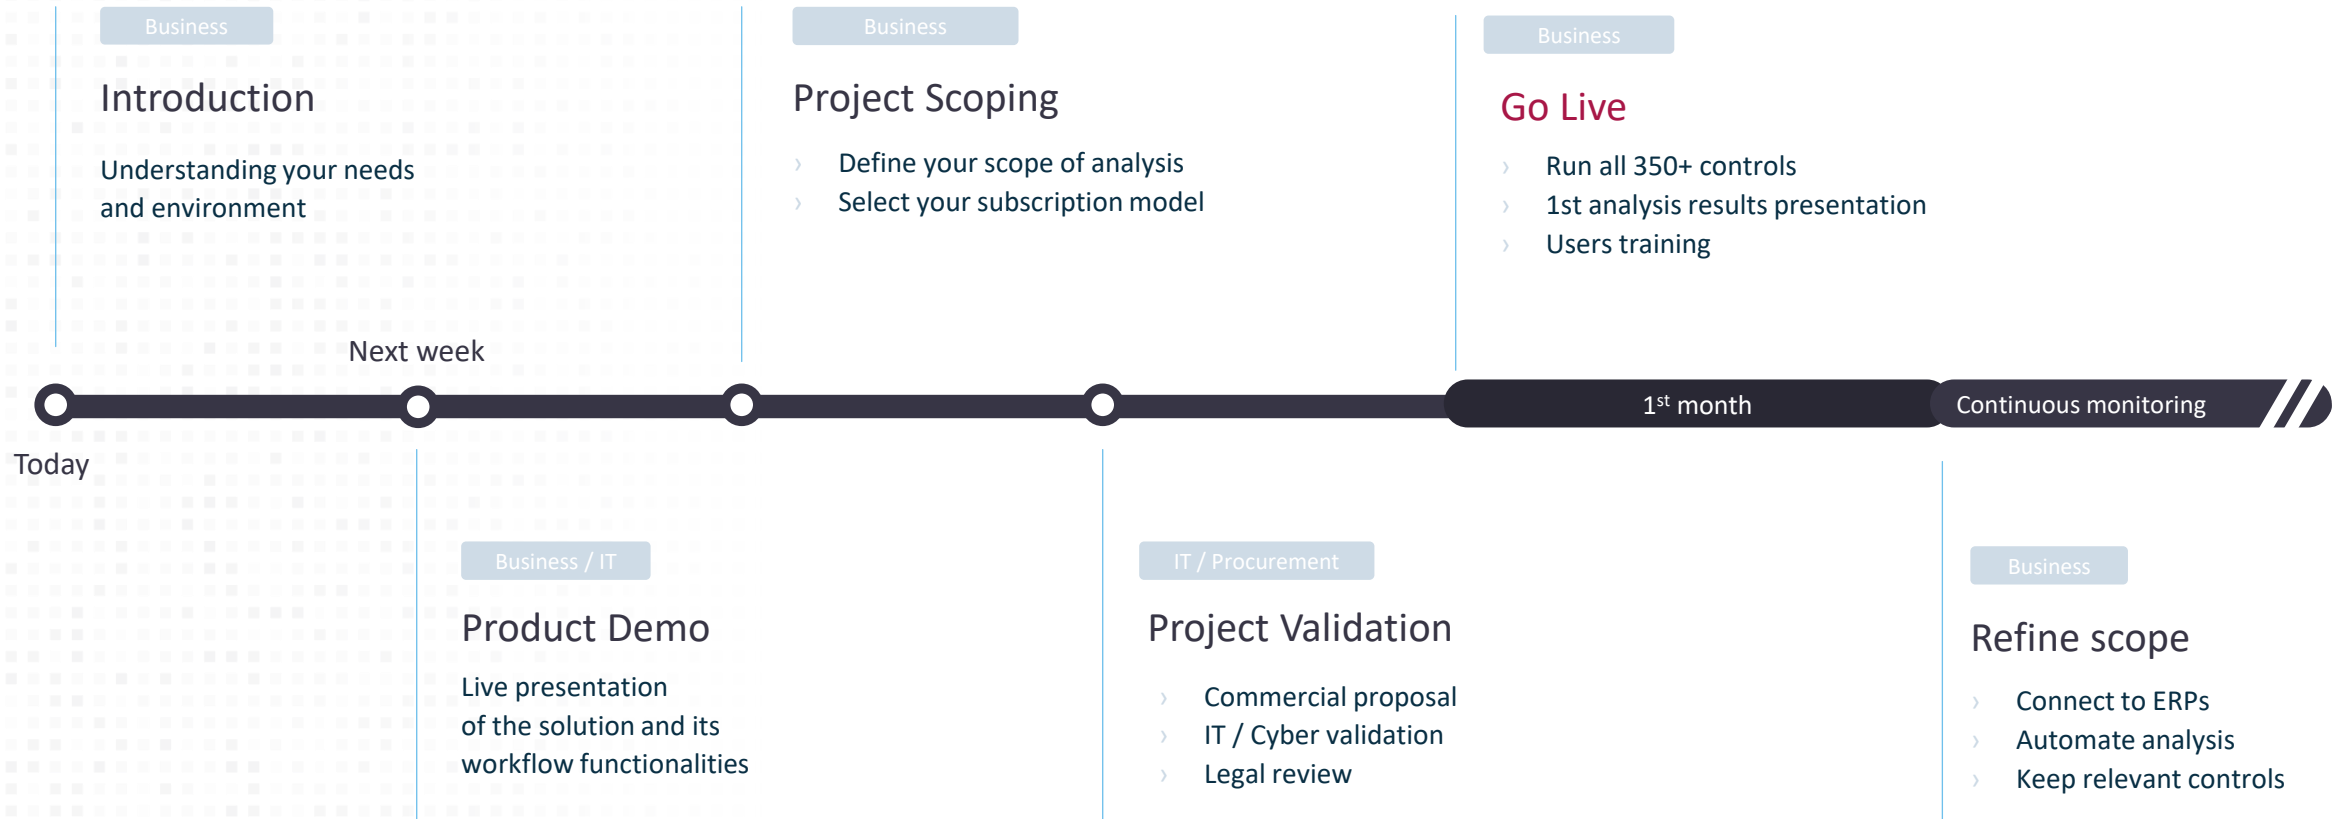 Business
Introduction
Understanding your needs
and environment
Business
Project Scoping
› Define your scope of analysis
› Select your subscription model
Business
Go Live
› Run all 350+ controls
› 1st analysis results presentation
› Users training
Next week
1st month
Continuous monitoring
Today
Business / IT
Product Demo
Live presentation
of the solution and its
workflow functionalities
IT / Procurement
Project Validation
› Commercial proposal
› IT / Cyber validation
› Legal review
Business
Refine scope
› Connect to ERPs
› Automate analysis
› Keep relevant controls